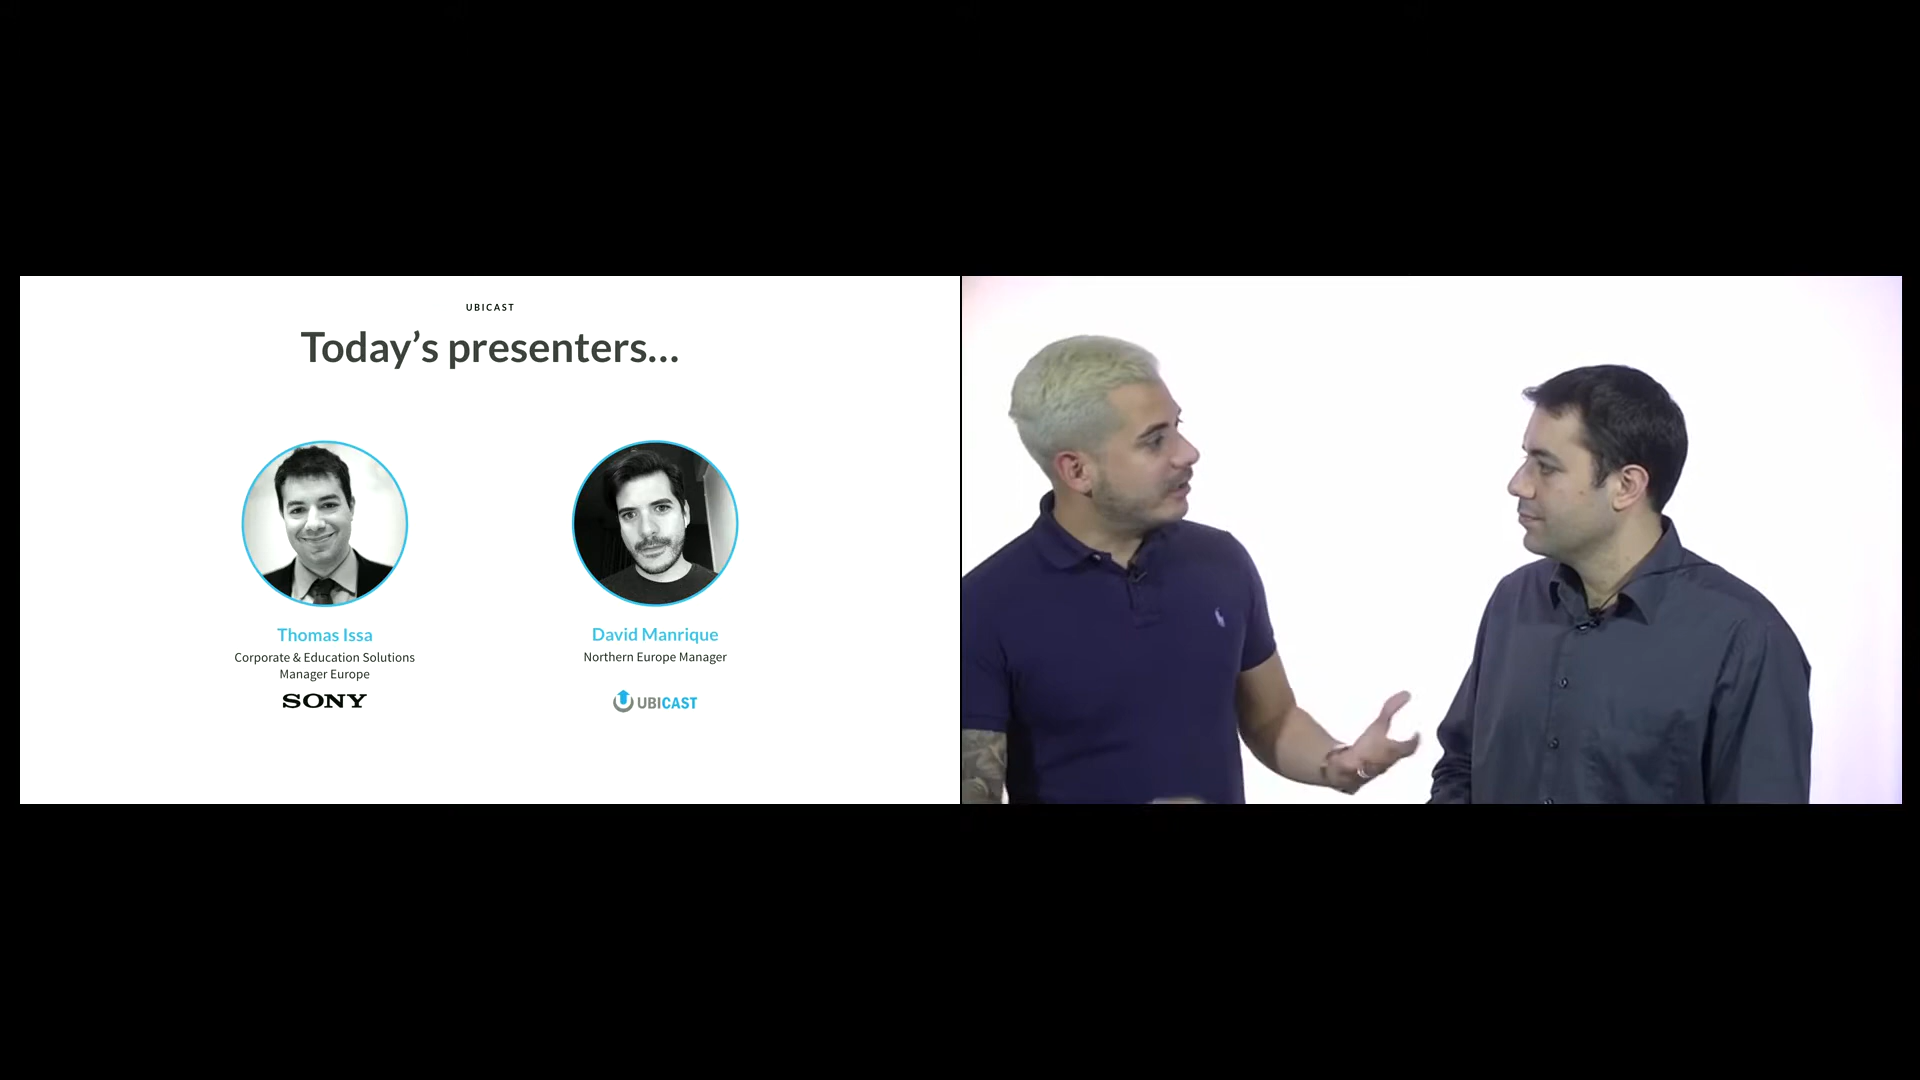 UBICAST
Today’s presenters...
Thomas Issa
Corporate & Education Solutions
Manager Europe
SONY
David Manrique
Northern Europe Manager
UBICAST